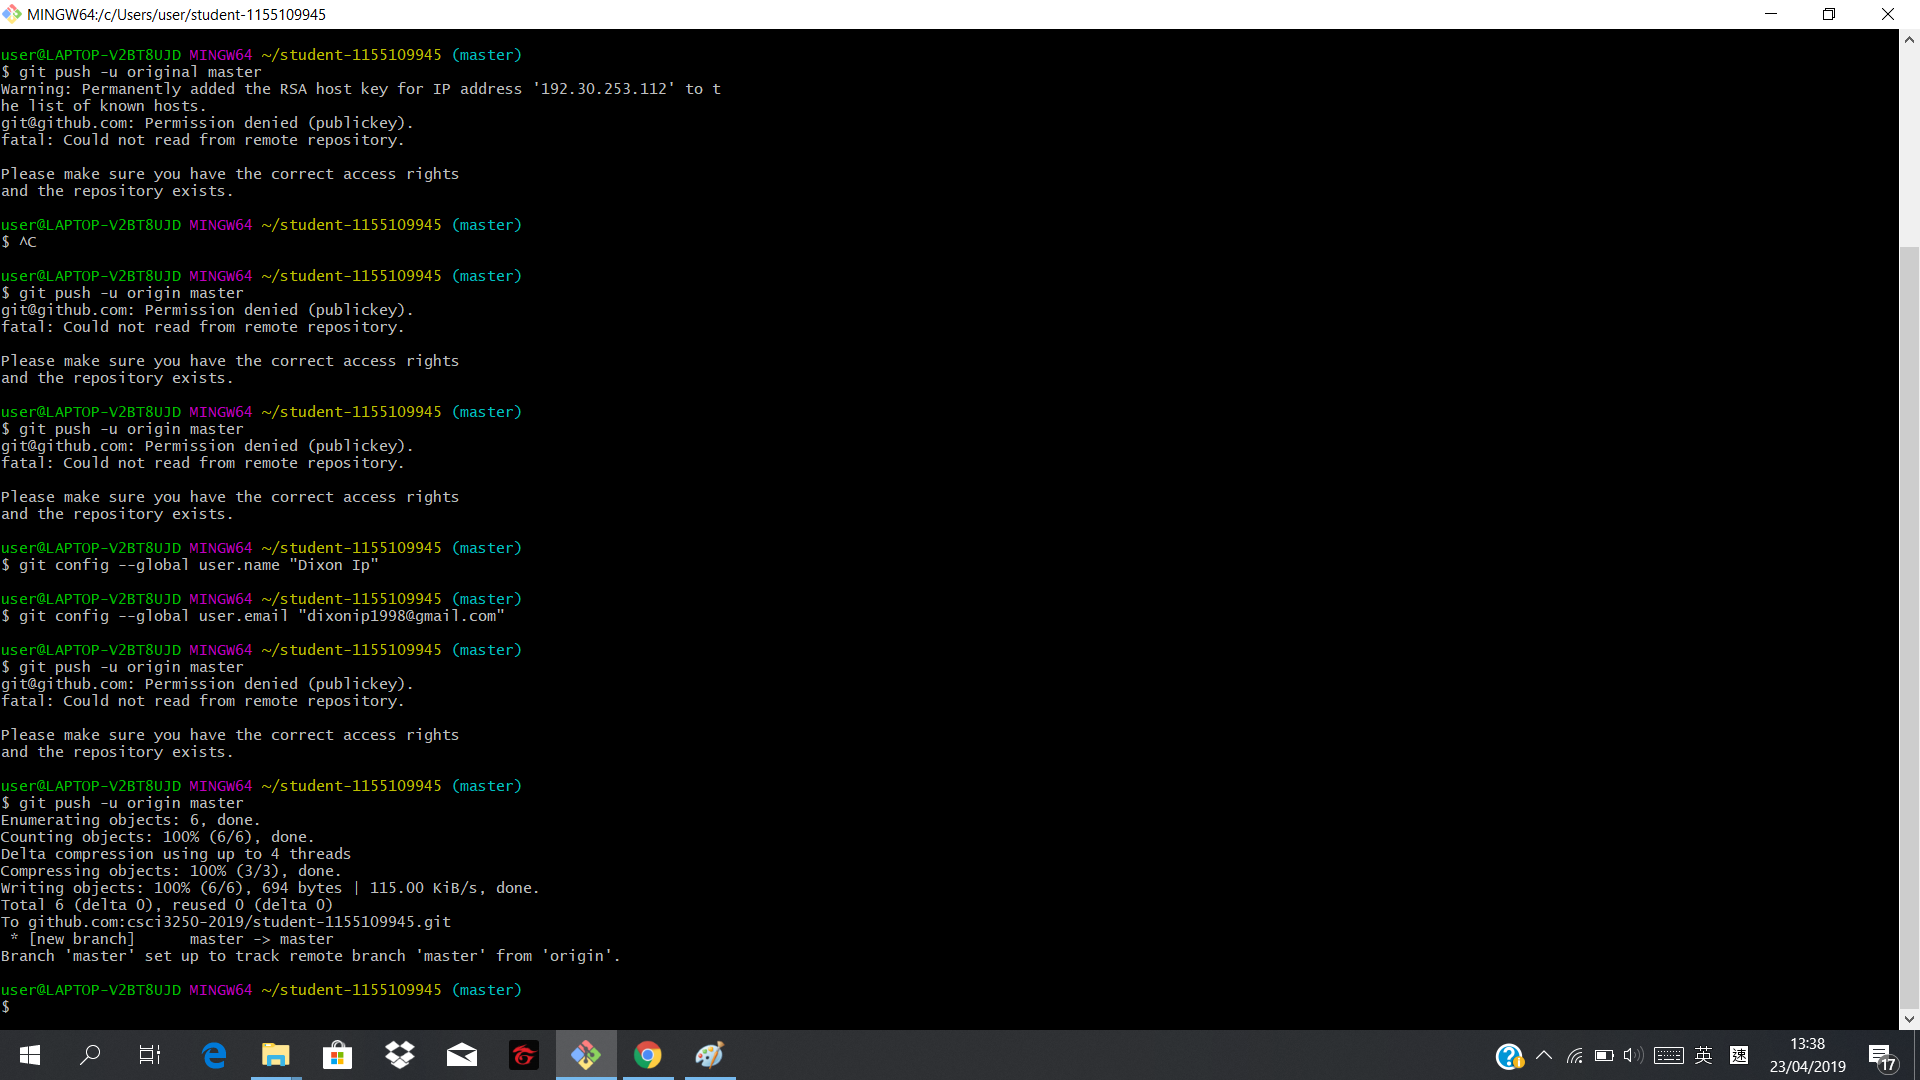 MINGW64:/c/Users/user/student-1155109945
user@LAPTOP-V2BT8UJD MINGW64 ~/student-1155109945 (master)
$ git push -u original master
Warning: Permanently added the RSA host key for IP address '192.30.253.112' to t
he list of known hosts.
git@github.com: Permission denied (publickey).
fatal: Could not read from remote repository.
Please make sure you have the correct access rights
and the repository exists.
user@LAPTOP-V2BT8UJD MINGW64 ~/student-1155109945 (master)
$ ^C
user@LAPTOP-V2BT8UJD MINGW64 ~/student-1155109945 (master)
$ git push -u origin master
git@github.com: Permission denied (publickey).
fatal: Could not read from remote repository.
Please make sure you have the correct access rights
and the repository exists.
user@LAPTOP-V2BT8UJD MINGW64 ~/student-1155109945 (master)
$ git push -u origin master
git@github.com: Permission denied (publickey).
fatal: Could not read from remote repository.
Please make sure you have the correct access rights
and the repository exists.
user@LAPTOP-V2BT8UJD MINGW64 ~/student-1155109945 (master)
$ git config --global user.name "Dixon Ip"
user@LAPTOP-V2BT8UJD MINGW64 ~/student-1155109945 (master)
$ git config --global user.email "dixonip1998@gmail.com"
user@LAPTOP-V2BT8UJD MINGW64 ~/student-1155109945 (master)
$ git push -u origin master
git@github.com: Permission denied (publickey).
fatal: Could not read from remote repository.
Please make sure you have the correct access rights
and the repository exists.
user@LAPTOP-V2BT8UJD MINGW64 ~/student-1155109945 (master)
$ git push -u origin master
Enumerating objects: 6, done.
Counting objects: 100% (6/6), done.
Delta compression using up to 4 threads
Compressing objects: 100% (3/3), done.
Writing objects: 100% (6/6), 694 bytes | 115.00 KiB/s, done.
Total 6 (delta 0), reused 0 (delta 0)
To github.com:csci3250-2019/student-1155109945.git
 * [new branch]      master -> master
Branch 'master' set up to track remote branch 'master' from 'origin'.
user@LAPTOP-V2BT8UJD MINGW64 ~/student-1155109945 (master)
$
英 速 13:38
23/04/2019
17